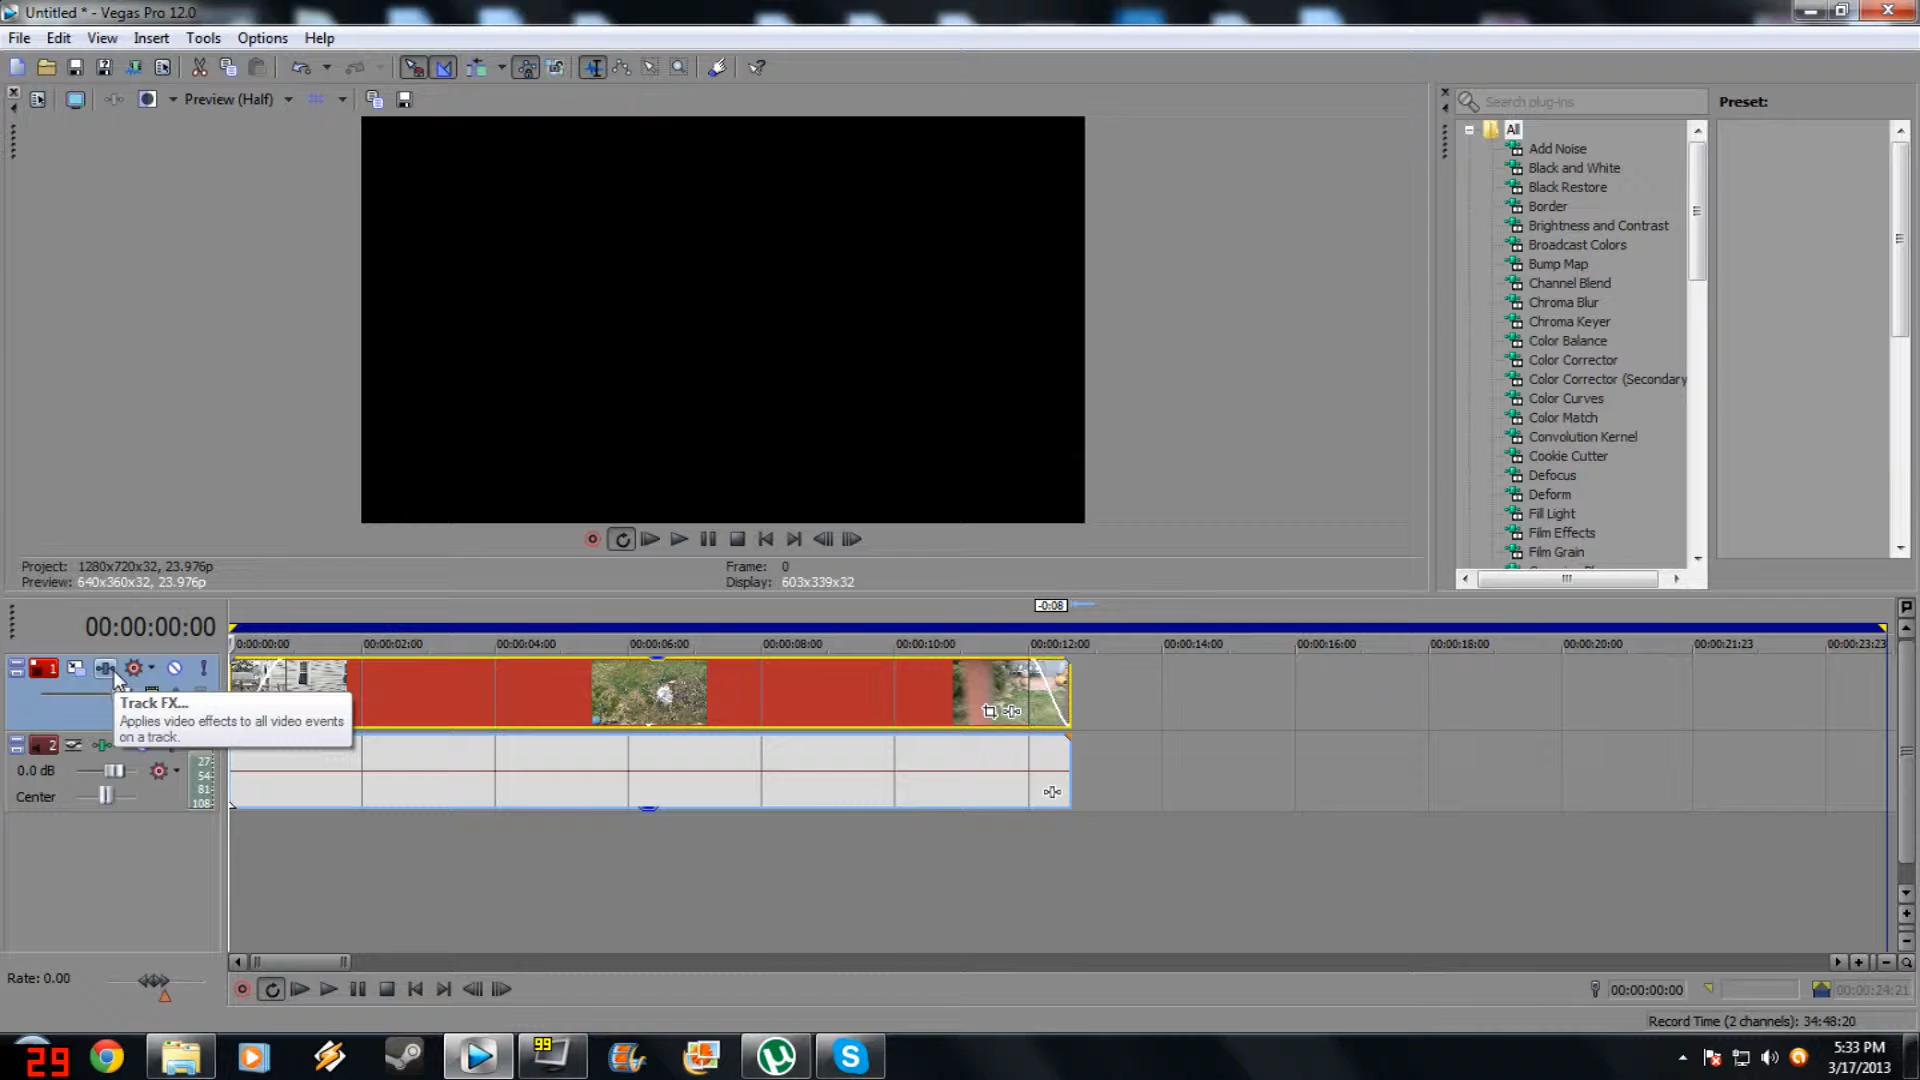 Untitled * - Vegas Pro 12.0
File Edit View Insert Tools Options Help
Preview (Half)
Search plug-ins
Preset:
All
Add Noise
Black and White
Black Restore
Border
Brightness and Contrast
Broadcast Colors
Bump Map
Channel Blend
Chroma Blur
Chroma Keyer
Color Balance
Color Corrector
Color Corrector (Secondary
Color Curves
Color Match
Convolution Kernel
Cookie Cutter
Defocus
Deform
Fill Light
Film Effects
Film Grain
Project: 1280x720x32, 23.976p
Preview: 640x360x32, 23.976p
Frame: 0
Display: 603x339x32
-0:08
00:00:00:00
0:00:00:00 00:00:02:00 00:00:04:00 00:00:06:00 00:00:08:00 00:00:10:00 00:00:12:00 00:00:14:00 00:00:16:00 00:00:18:00 00:00:20:00 00:00:21:23 00:00:23:23
1
Track FX...
Applies video effects to all video events
on a track.
2
0.0 dB
Center
27
54
81
108
Rate: 0.00
00:00:00:00
00:00:24:21
Record Time (2 channels): 34:48:20
29
99
5:33 PM
3/17/2013